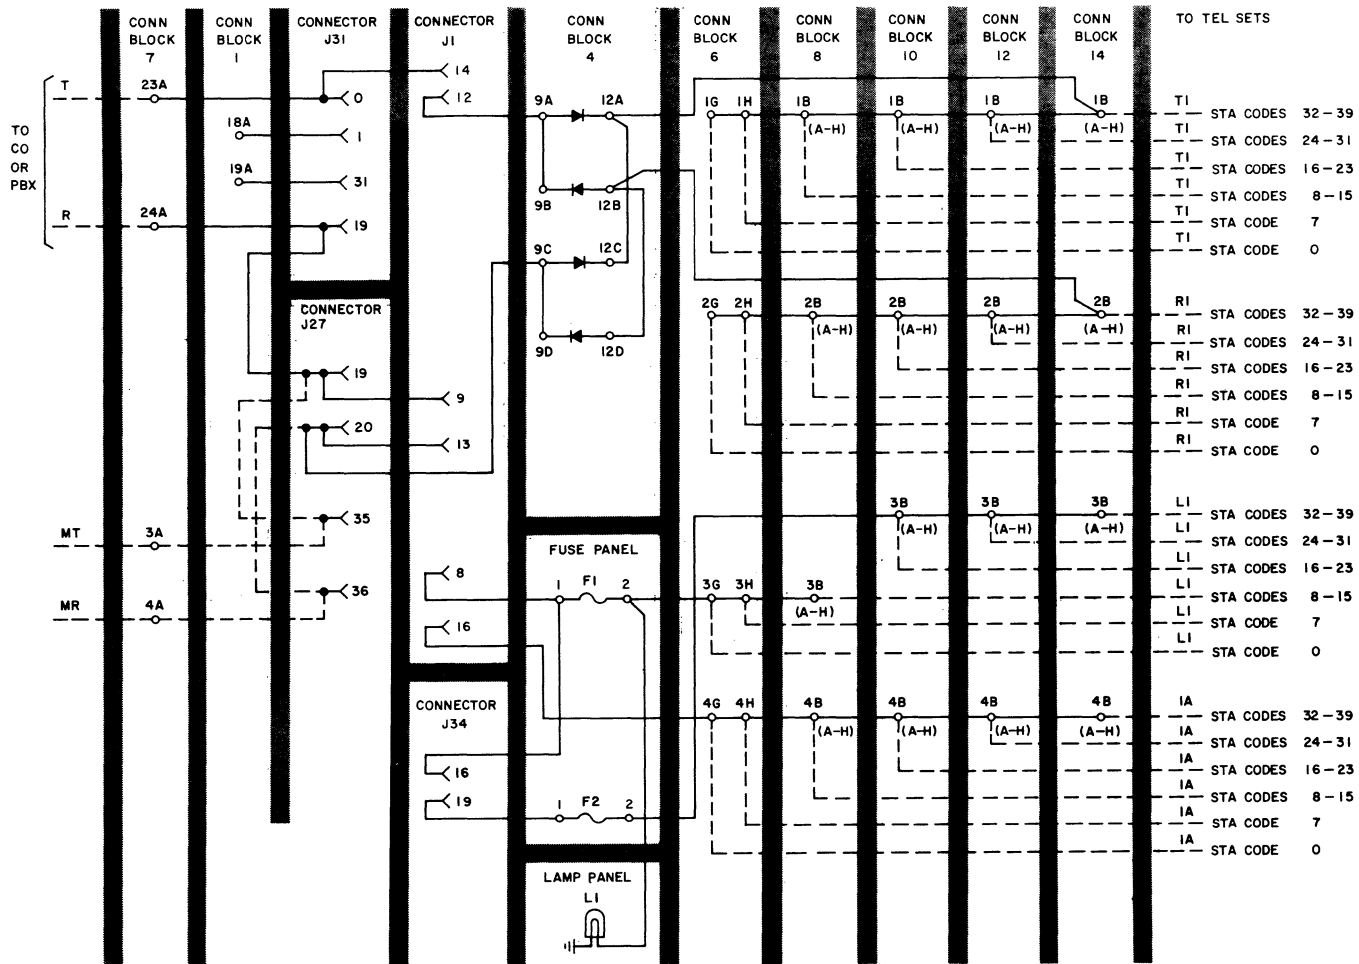 CONN BLOCK 7
CONN BLOCK 1
CONNECTOR J31
CONNECTOR J1
CONN BLOCK 4
CONN BLOCK 6
CONN BLOCK 8
CONN BLOCK 10
CONN BLOCK 12
CONN BLOCK 14
TO TEL SETS
TO CO OR PBX
T
23A
0
14
12
18A
1
19A
31
R
24A
19
CONNECTOR J27
19
9
20
13
MT
3A
35
MR
4A
36
9A
12A
9B
12B
9C
12C
9D
12D
1G
1H
1B
1B
1B
1B
(A-H)
(A-H)
(A-H)
(A-H)
T1 STA CODES 32-39
T1 STA CODES 24-31
T1 STA CODES 16-23
T1 STA CODES 8-15
T1 STA CODE 7
T1 STA CODE 0
2G
2H
2B
2B
2B
2B
(A-H)
(A-H)
(A-H)
(A-H)
R1 STA CODES 32-39
R1 STA CODES 24-31
R1 STA CODES 16-23
R1 STA CODES 8-15
R1 STA CODE 7
R1 STA CODE 0
FUSE PANEL
8
1
F1
2
16
3B
3B
3B
(A-H)
(A-H)
(A-H)
3G
3H
3B
(A-H)
L1 STA CODES 32-39
L1 STA CODES 24-31
L1 STA CODES 16-23
L1 STA CODES 8-15
L1 STA CODE 7
L1 STA CODE 0
CONNECTOR J34
16
19
1
F2
2
4G
4H
4B
4B
4B
4B
(A-H)
(A-H)
(A-H)
(A-H)
1A STA CODES 32-39
1A STA CODES 24-31
1A STA CODES 16-23
1A STA CODES 8-15
1A STA CODE 7
1A STA CODE 0
LAMP PANEL
L1